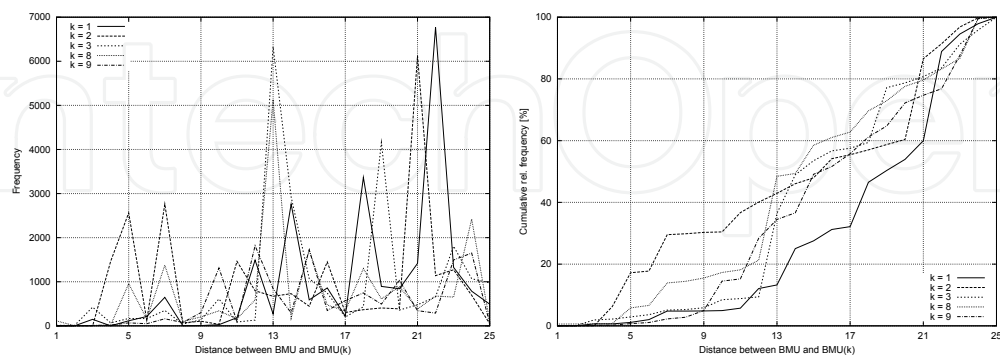 7000
6000
5000
4000
3000
2000
1000
0
Frequency
k = 1
k = 2
k = 3
k = 8
k = 9
1 5 9 13 17 21 25
Distance between BMU and BMU(k)
100
80
60
40
20
0
Cumulative rel. frequency [%]
k = 1
k = 2
k = 3
k = 8
k = 9
1 5 9 13 17 21 25
Distance between BMU and BMU(k)
ntechOpe